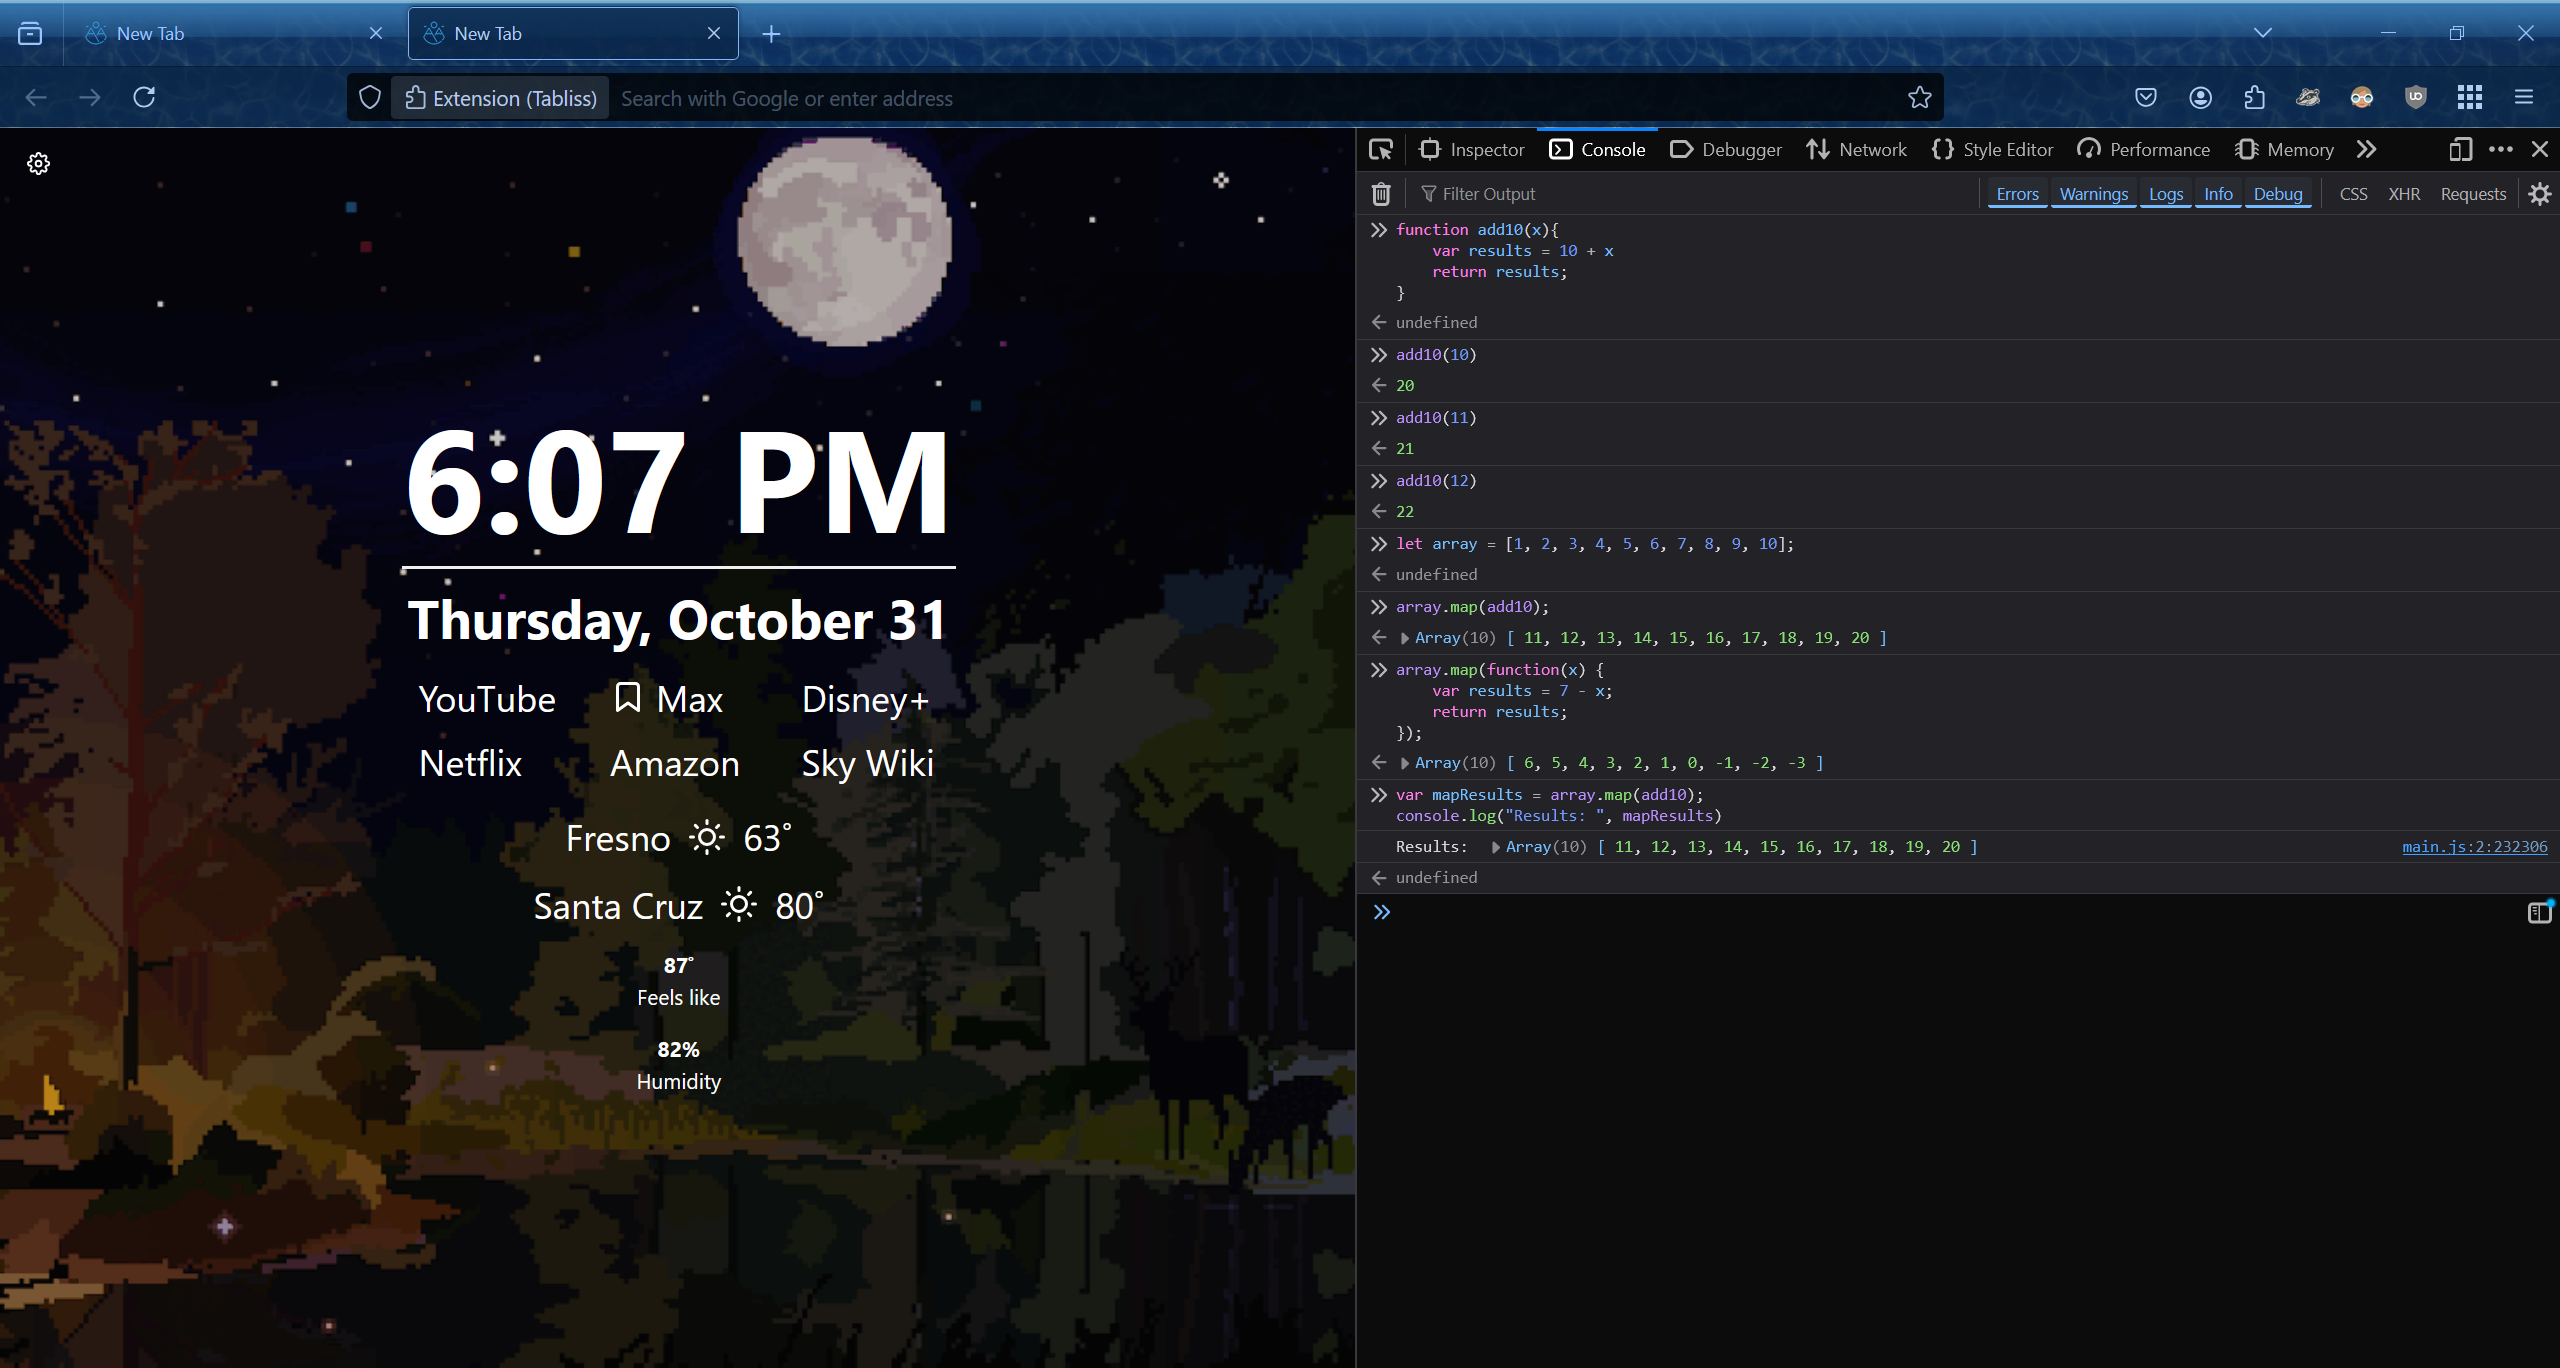 New Tab
New Tab
Extension (Tabliss)
Search with Google or enter address
6:07 PM
Thursday, October 31
YouTube
Max
Disney+
Netflix
Amazon
Sky Wiki
Fresno 63°
Santa Cruz 80°
87°
Feels like
82%
Humidity
Inspector
Console
Debugger
Network
Style Editor
Performance
Memory
Filter Output
Errors
Warnings
Logs
Info
Debug
CSS
XHR
Requests
function add10(x){
    var results = 10 + x
    return results;
}
undefined
add10(10)
20
add10(11)
21
add10(12)
22
let array = [1, 2, 3, 4, 5, 6, 7, 8, 9, 10];
undefined
array.map(add10);
Array(10) [ 11, 12, 13, 14, 15, 16, 17, 18, 19, 20 ]
array.map(function(x) {
    var results = 7 - x;
    return results;
});
Array(10) [ 6, 5, 4, 3, 2, 1, 0, -1, -2, -3 ]
var mapResults = array.map(add10);
console.log("Results: ", mapResults)
Results: Array(10) [ 11, 12, 13, 14, 15, 16, 17, 18, 19, 20 ] main.js:2:232306
undefined